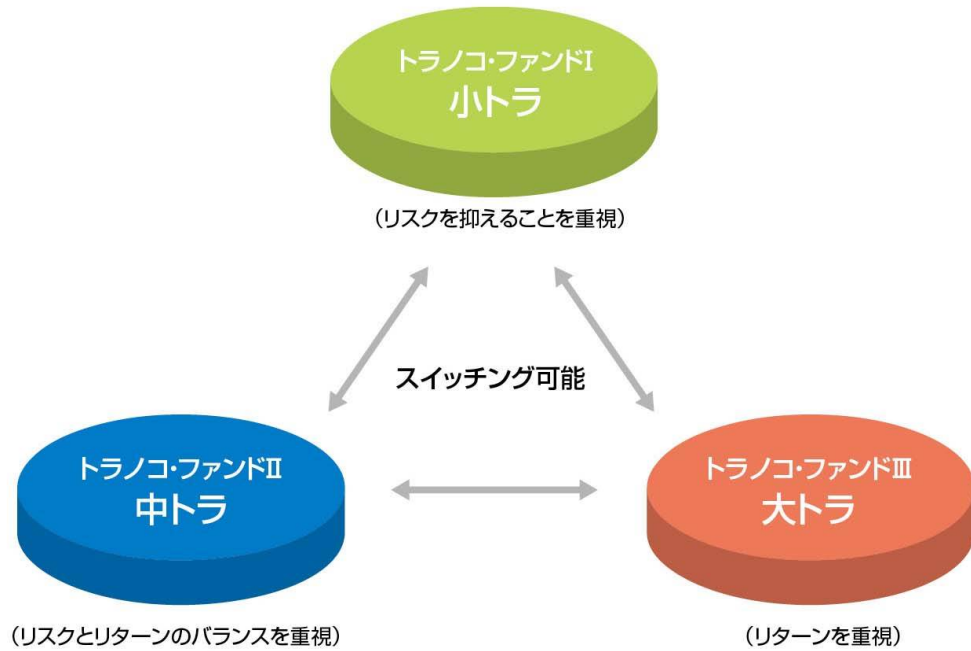 トラノコ・ファンドⅠ
小トラ
（リスクを抑えることを重視）
スイッチング可能
トラノコ・ファンドⅡ
中トラ
（リスクとリターンのバランスを重視）
トラノコ・ファンドⅢ
大トラ
（リターンを重視）